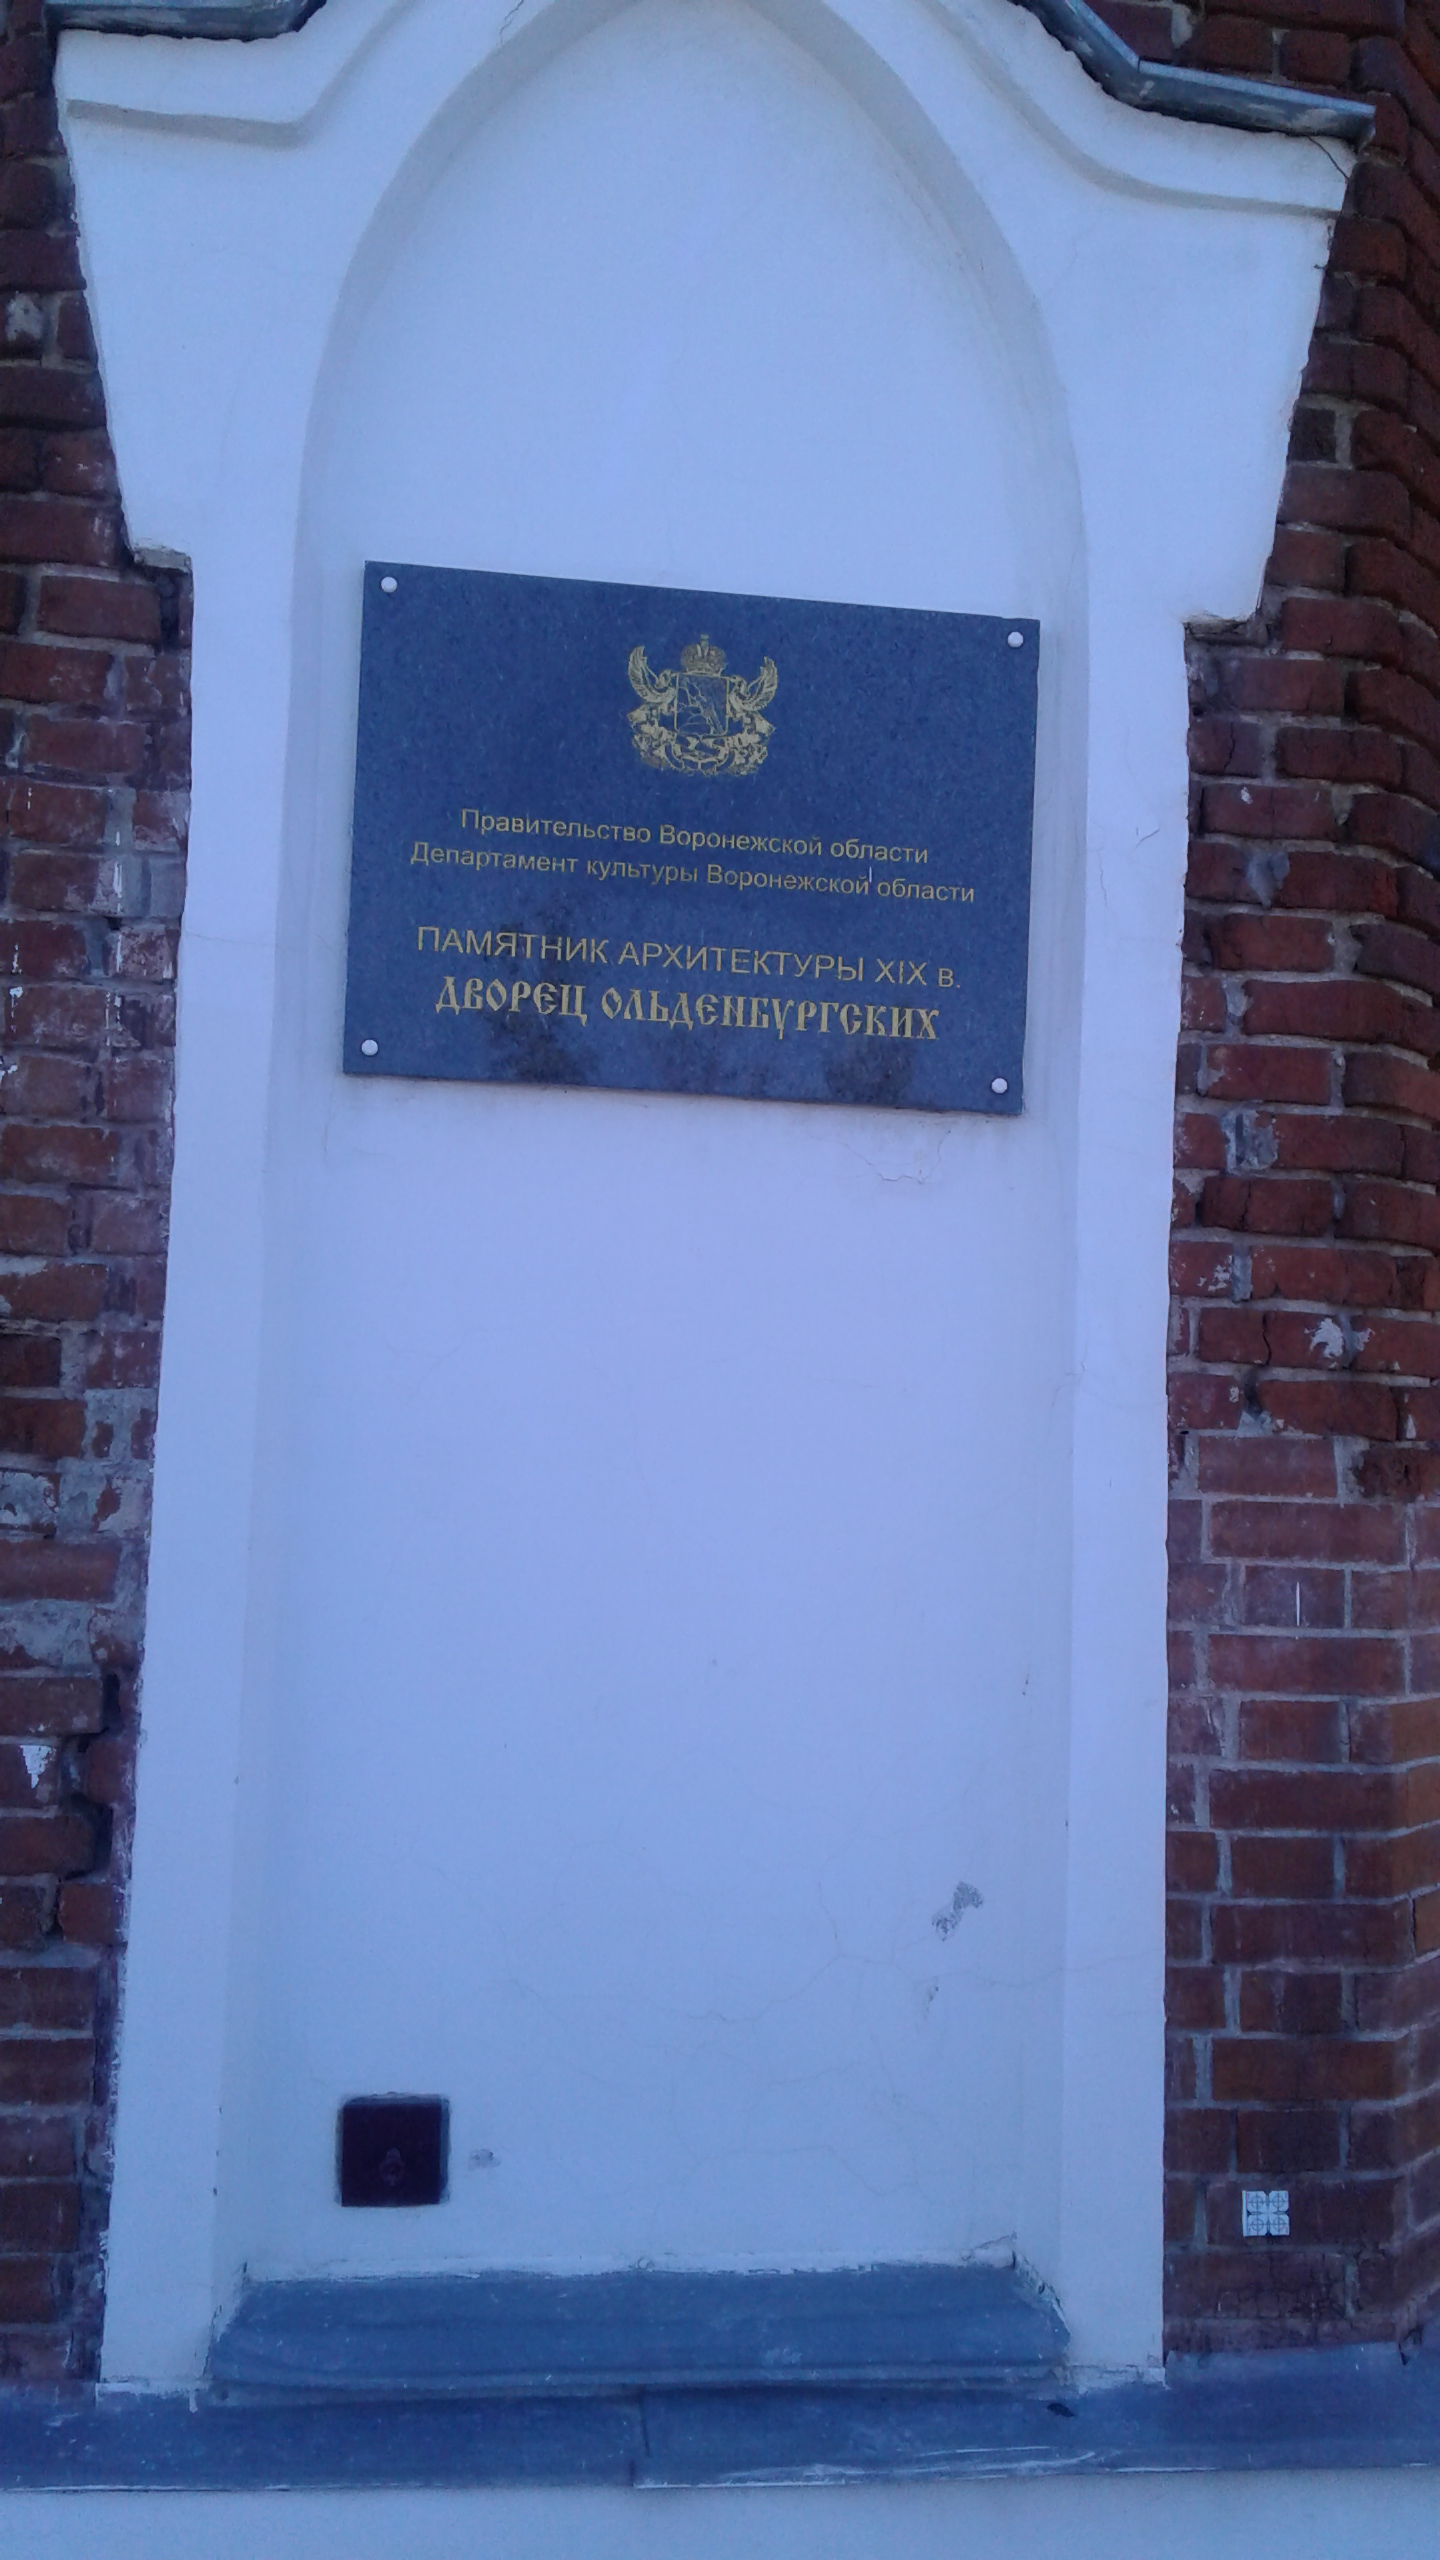 Правительство Воронежской области
Департамент культуры Воронежской области
ПАМЯТНИК АРХИТЕКТУРЫ XIX в.
ДВОРЕЦ ОЛЬДЕНБУРГСКИХ